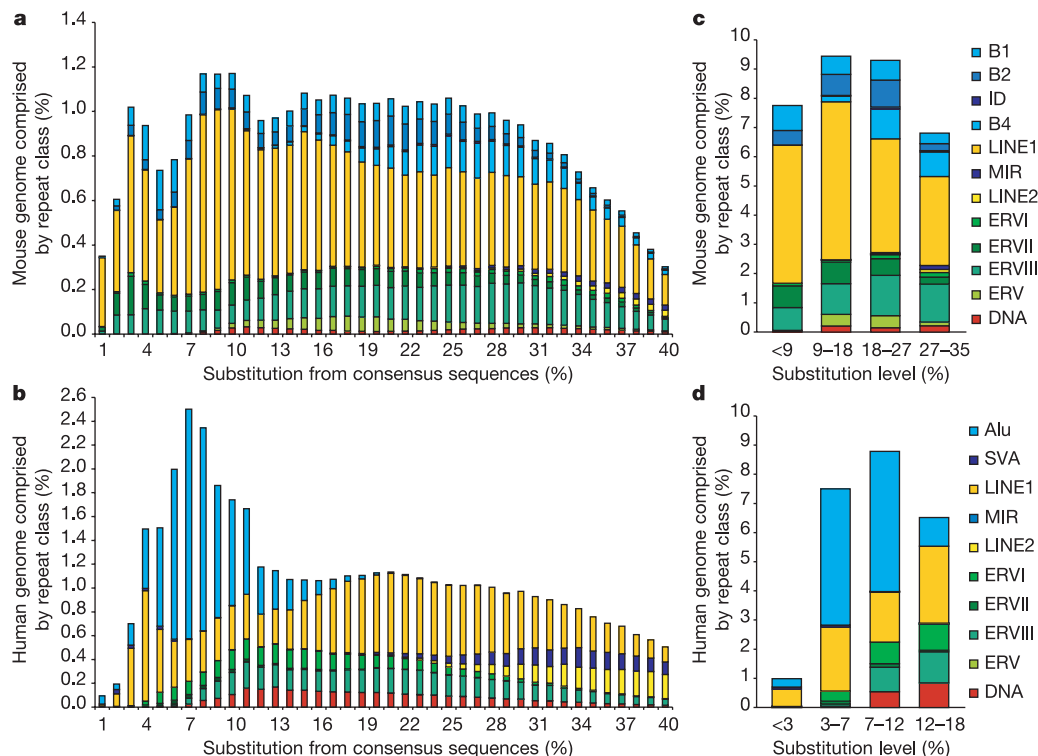 a
Mouse genome comprised
by repeat class (%)
1.4
1.2
1.0
0.8
0.6
0.4
0.2
0.0
1 4 7 10 13 16 19 22 25 28 31 34 37 40
Substitution from consensus sequences (%)
c
Mouse genome comprised
by repeat class (%)
10
9
8
7
6
5
4
3
2
1
0
<9 9–18 18–27 27–35
Substitution level (%)
B1
B2
ID
B4
LINE1
MIR
LINE2
ERVI
ERVII
ERVIII
ERV
DNA
b
Human genome comprised
by repeat class (%)
2.6
2.4
2.2
2.0
1.8
1.6
1.4
1.2
1.0
0.8
0.6
0.4
0.2
0.0
1 4 7 10 13 16 19 22 25 28 31 34 37 40
Substitution from consensus sequences (%)
d
Human genome comprised
by repeat class (%)
10
9
8
7
6
5
4
3
2
1
0
<3 3–7 7–12 12–18
Substitution level (%)
Alu
SVA
LINE1
MIR
LINE2
ERVI
ERVII
ERVIII
ERV
DNA